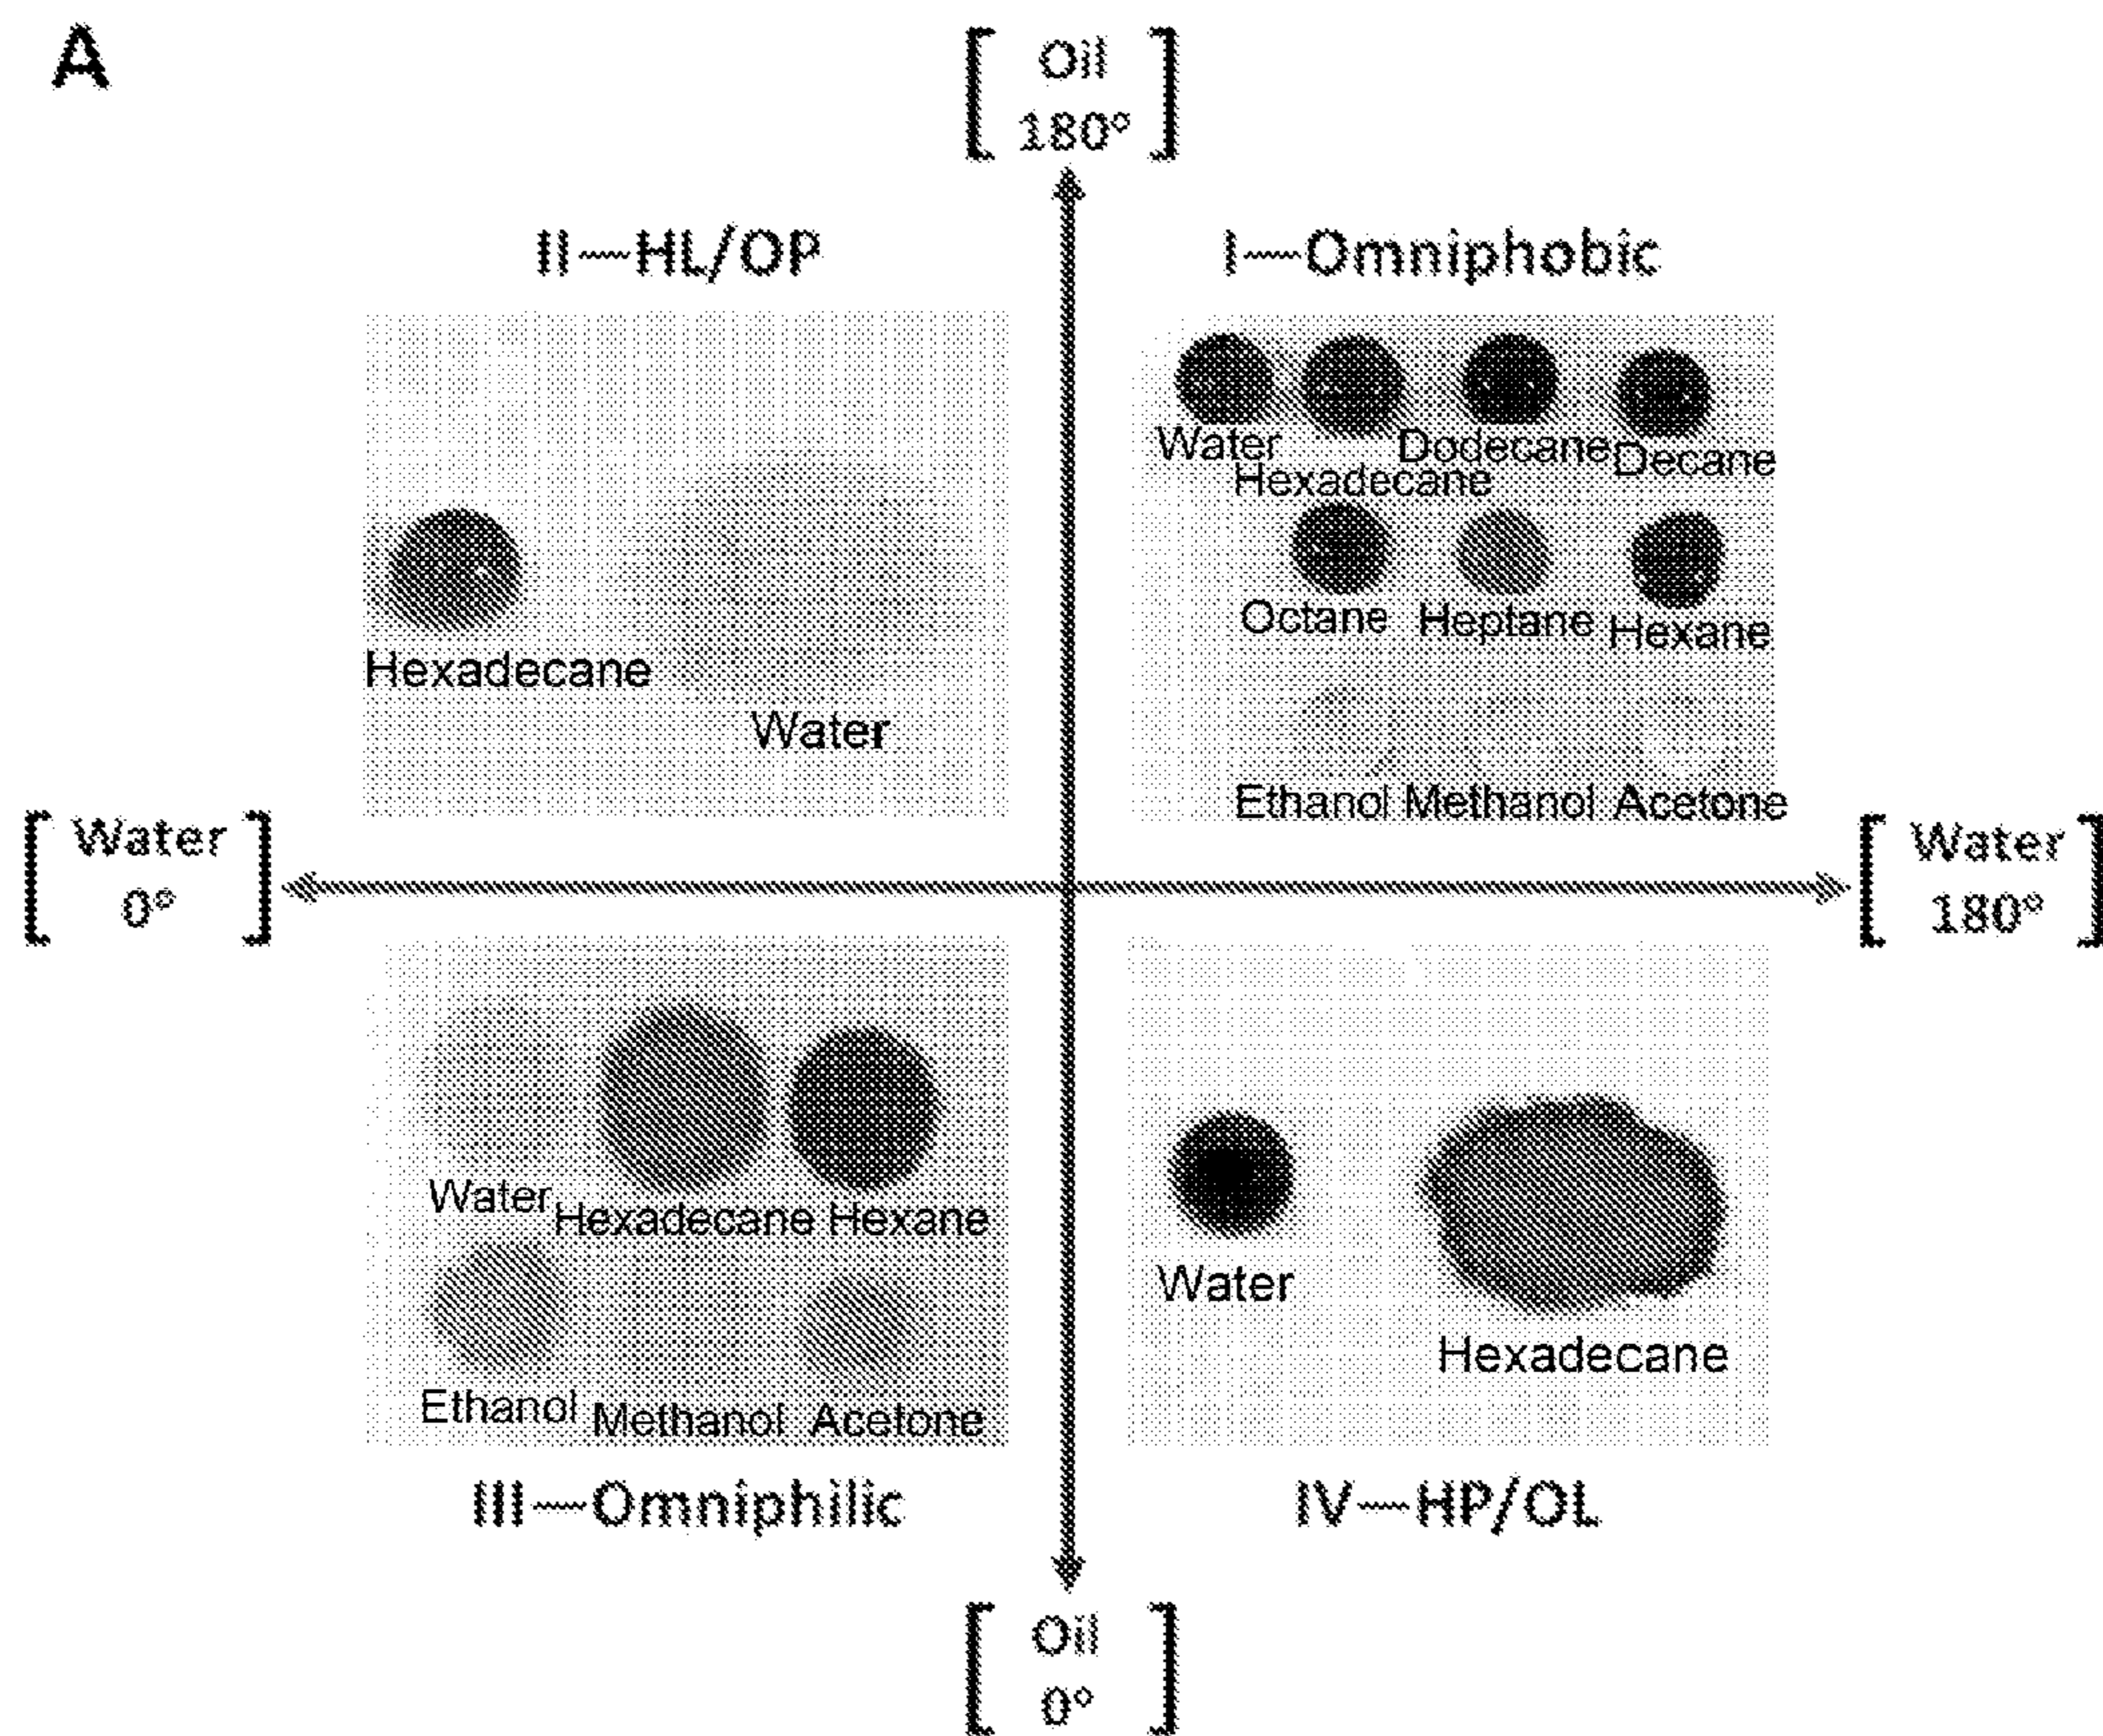 A
[ Oil
180° ]
II—HL/OP
I—Omniphobic
Hexadecane
Water
Water
Hexadecane
Dodecane
Decane
Octane
Heptane
Hexane
Ethanol
Methanol
Acetone
[ Water
0° ]
[ Water
180° ]
Water
Hexadecane
Hexane
Ethanol
Methanol
Acetone
Water
Hexadecane
III—Omniphilic
IV—HP/OL
[ Oil
0° ]